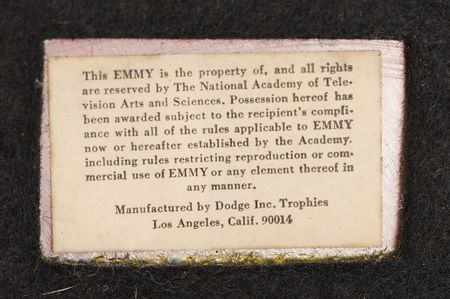 This EMMY is the property of, and all rights
are reserved by The National Academy of Tele-
vision Arts and Sciences. Possession hereof has
been awarded subject to the recipient's compli-
ance with all of the rules applicable to EMMY
now or hereafter established by the Academy.
including rules restricting reproduction or com-
mercial use of EMMY or any element thereof in
any manner.
Manufactured by Dodge Inc. Trophies
Los Angeles, Calif. 90014